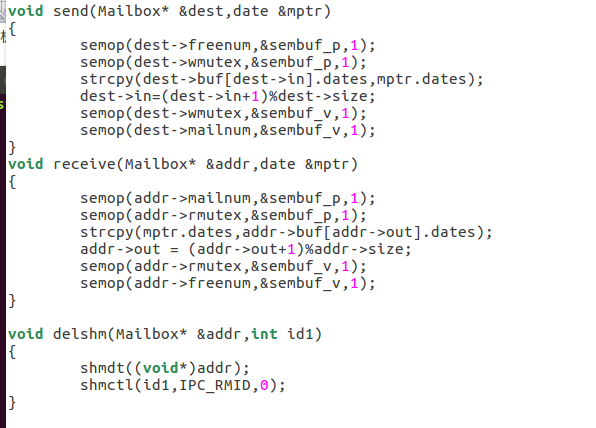 void send(Mailbox* &dest,date &mptr)
{
        semop(dest->freenum,&sembuf_p,1);
        semop(dest->wmutex,&sembuf_p,1);
        strcpy(dest->buf[dest->in].dates,mptr.dates);
        dest->in=(dest->in+1)%dest->size;
        semop(dest->wmutex,&sembuf_v,1);
        semop(dest->mailnum,&sembuf_v,1);
}
void receive(Mailbox* &addr,date &mptr)
{
        semop(addr->mailnum,&sembuf_p,1);
        semop(addr->rmutex,&sembuf_p,1);
        strcpy(mptr.dates,addr->buf[addr->out].dates);
        addr->out = (addr->out+1)%addr->size;
        semop(addr->rmutex,&sembuf_v,1);
        semop(addr->freenum,&sembuf_v,1);
}

void delshm(Mailbox* &addr,int id1)
{
        shmdt((void*)addr);
        shmctl(id1,IPC_RMID,0);
}